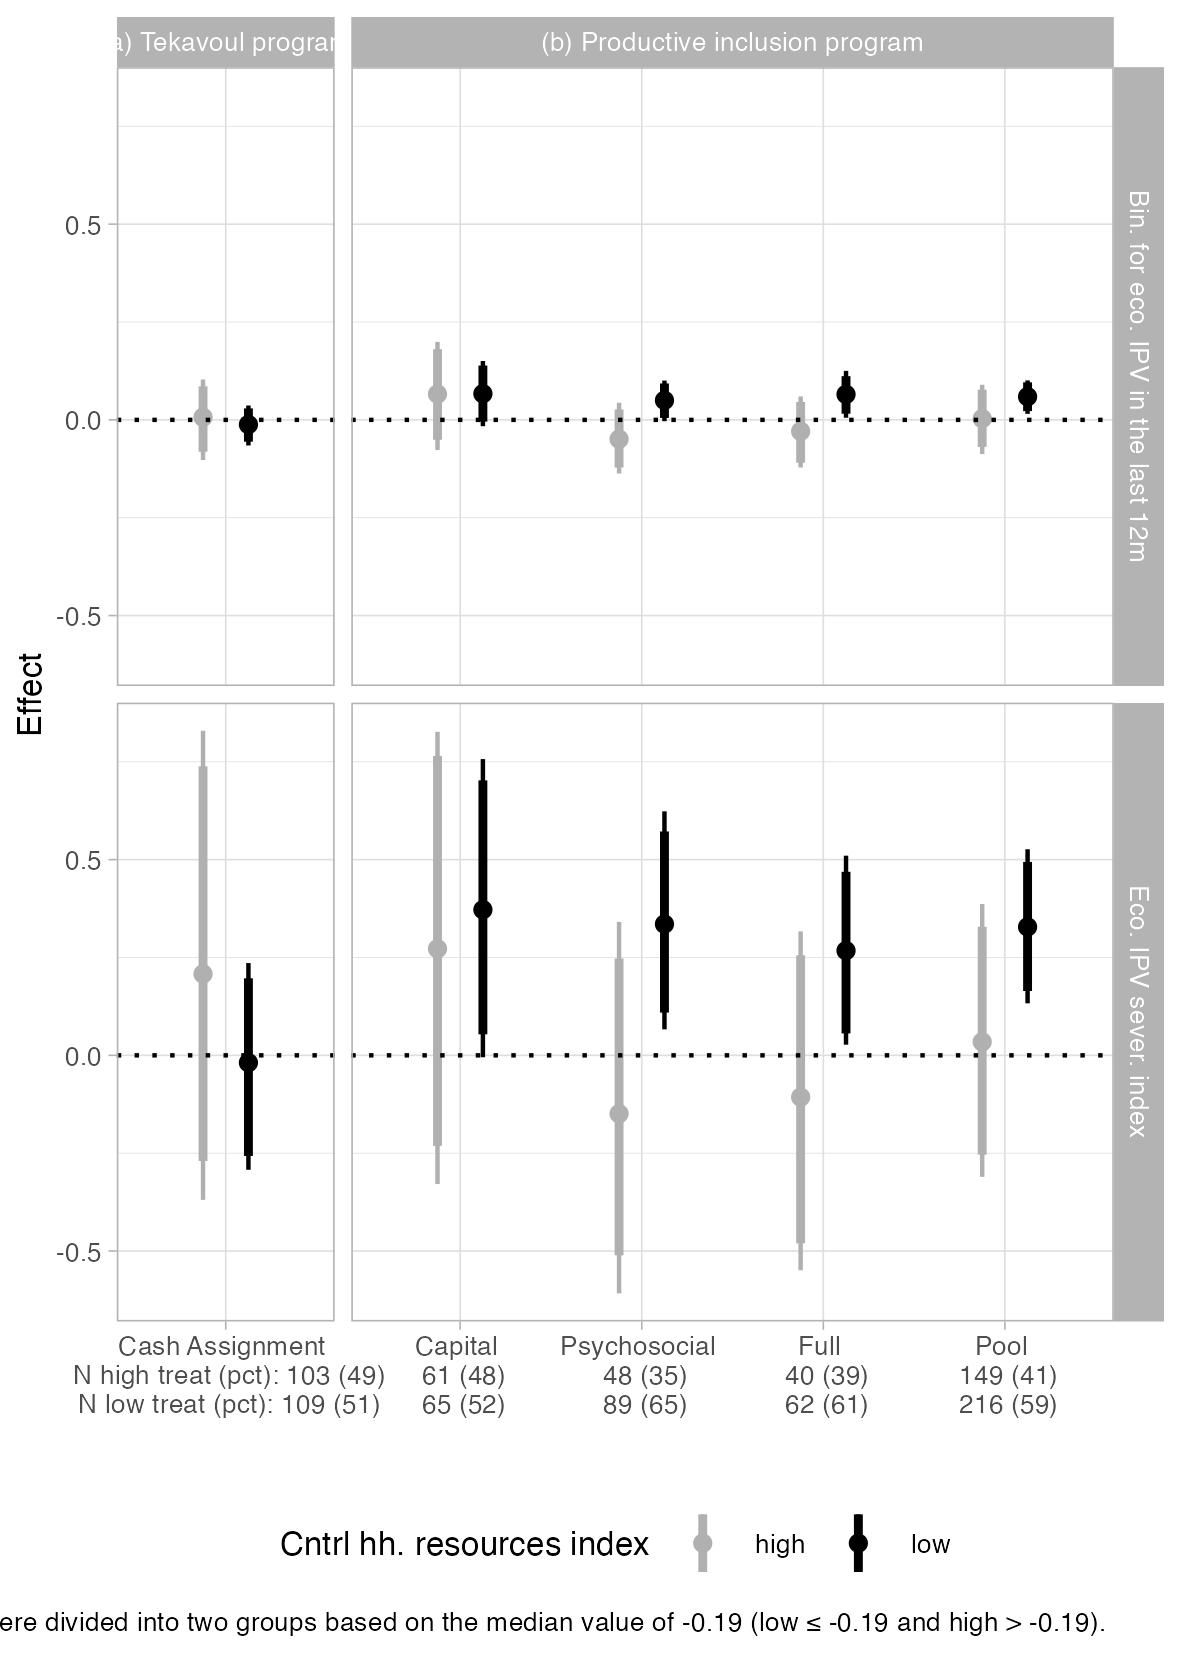 a) Tekavoul progra
(b) Productive inclusion program
Bin. for eco. IPV in the last 12m
0.5
0.0
-0.5
Effect
Eco. IPV sever. index
0.5
0.0
-0.5
Cash Assignment Capital Psychosocial Full Pool
N high treat (pct): 103 (49) 61 (48) 48 (35) 40 (39) 149 (41)
N low treat (pct): 109 (51) 65 (52) 89 (65) 62 (61) 216 (59)
Cntrl hh. resources index high low
ere divided into two groups based on the median value of -0.19 (low ≤ -0.19 and high > -0.19).